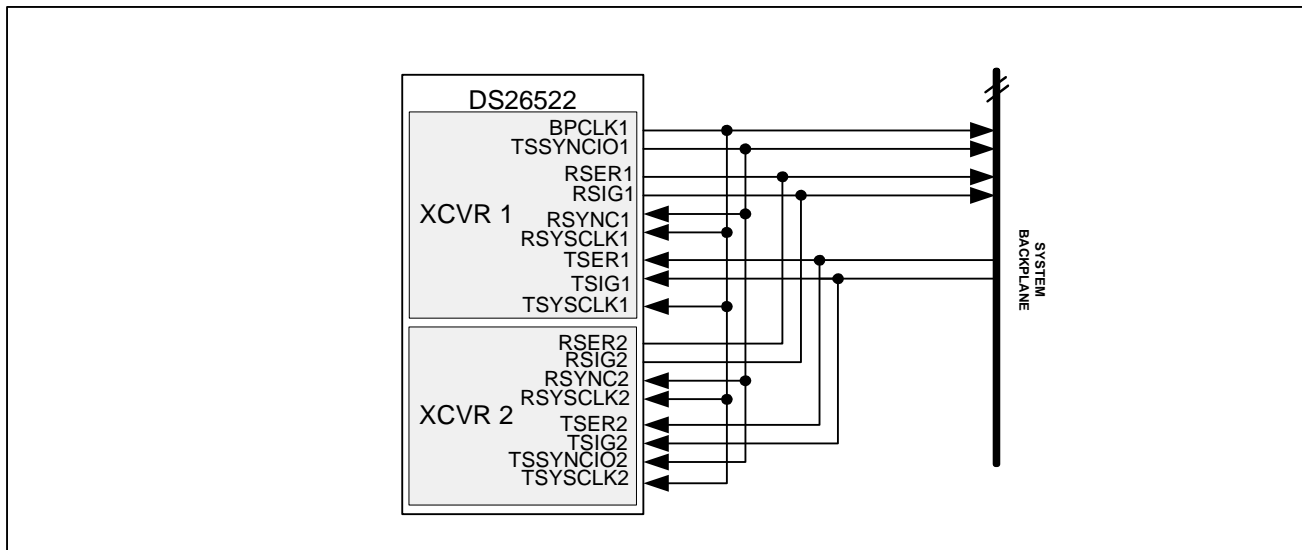 DS26522
BPCLK1
TSSYNCIO1
RSER1
RSIG1
XCVR 1
RSYNC1
RSYSCLK1
TSER1
TSIG1
TSYSCLK1
RSER2
RSIG2
RSYNC2
RSYSCLK2
XCVR 2
TSER2
TSIG2
TSSYNCIO2
TSYSCLK2
SYSTEM
BACKPLANE